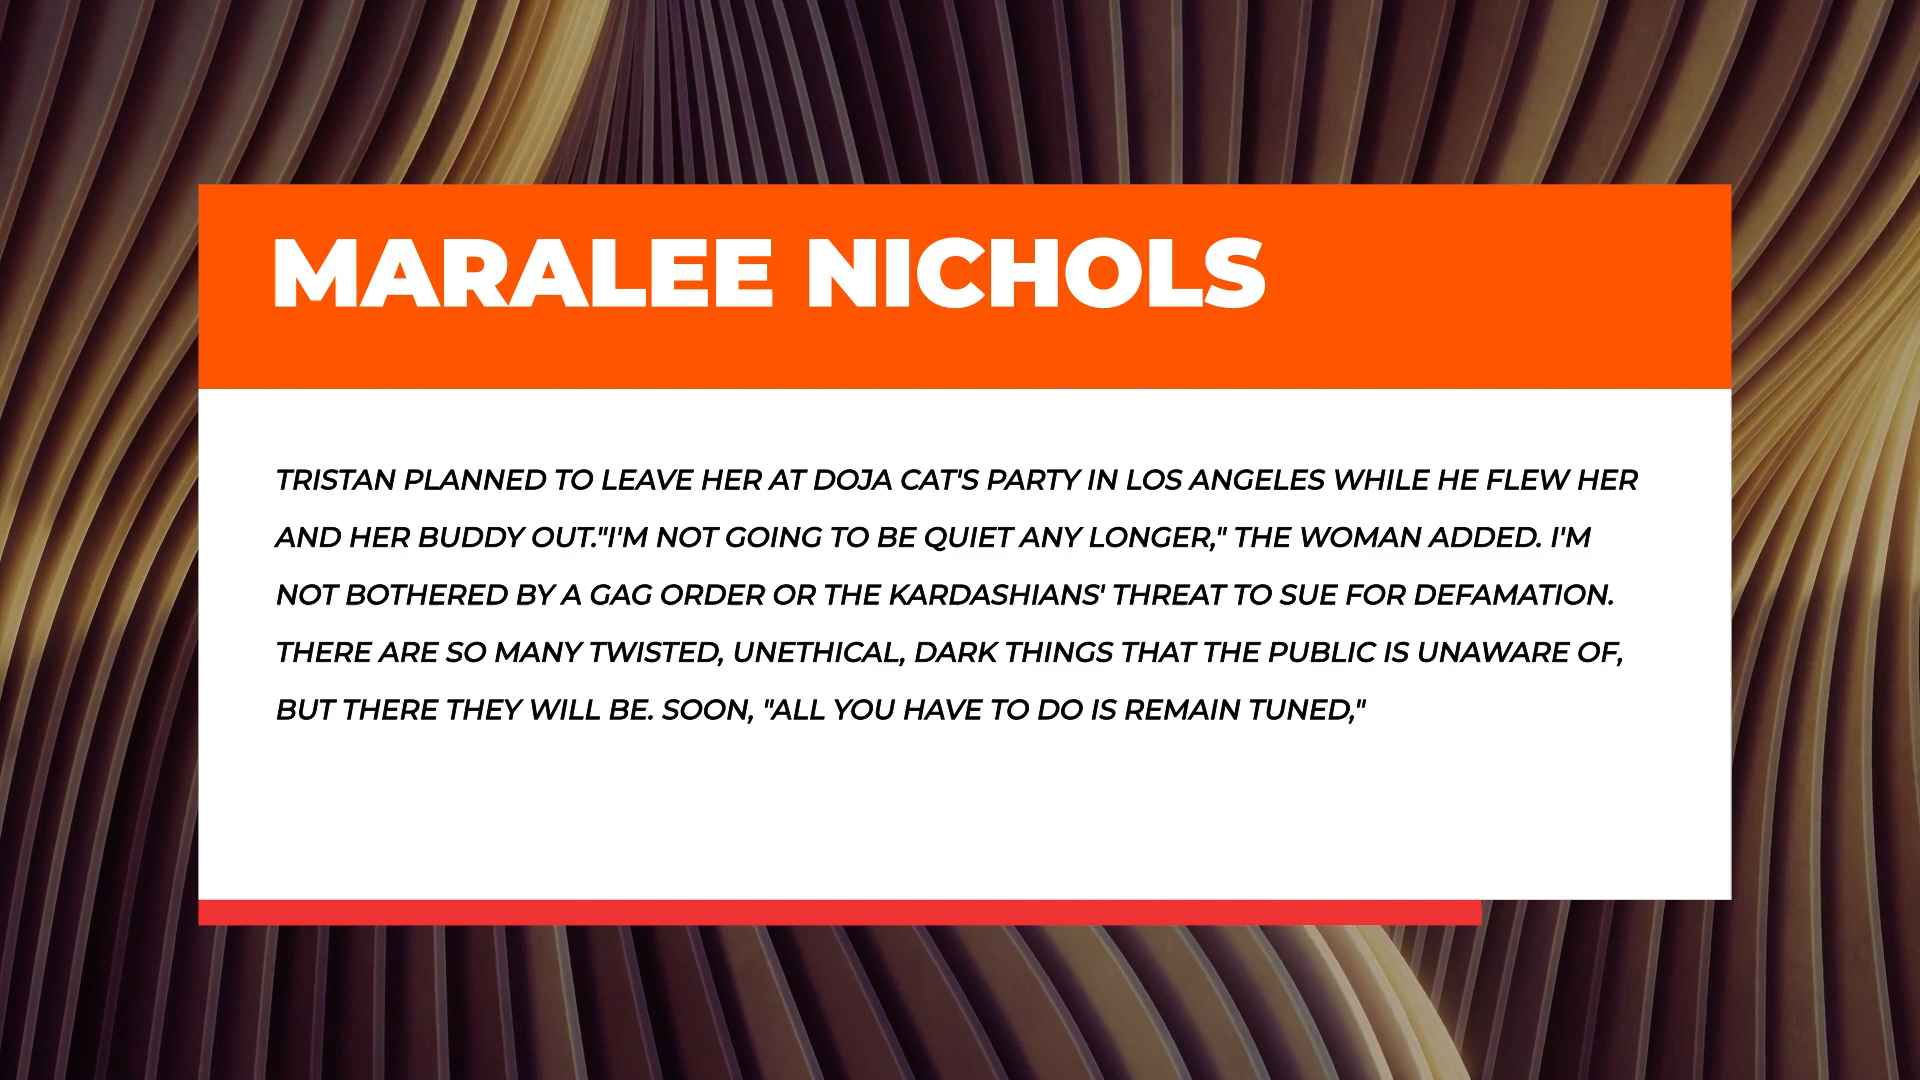 MARALEE NICHOLS
TRISTAN PLANNED TO LEAVE HER AT DOJA CAT'S PARTY IN LOS ANGELES WHILE HE FLEW HER
AND HER BUDDY OUT."I'M NOT GOING TO BE QUIET ANY LONGER," THE WOMAN ADDED. I'M
NOT BOTHERED BY A GAG ORDER OR THE KARDASHIANS' THREAT TO SUE FOR DEFAMATION.
THERE ARE SO MANY TWISTED, UNETHICAL, DARK THINGS THAT THE PUBLIC IS UNAWARE OF,
BUT THERE THEY WILL BE. SOON, "ALL YOU HAVE TO DO IS REMAIN TUNED,"